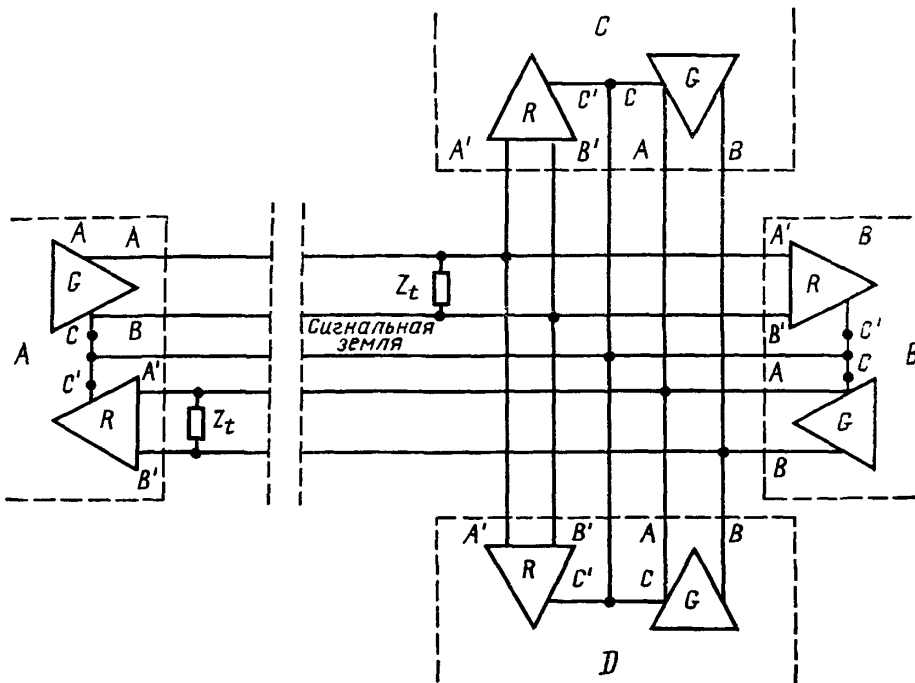 C
G
R
C' C
A' B' A B
A A
G
C B
A
C' A'
R
Z_t
B'
Z_t
Сигнальная
земля
A' B
R
B' C'
A C
B
G
B
A' B' A B
R
C' C
G
D